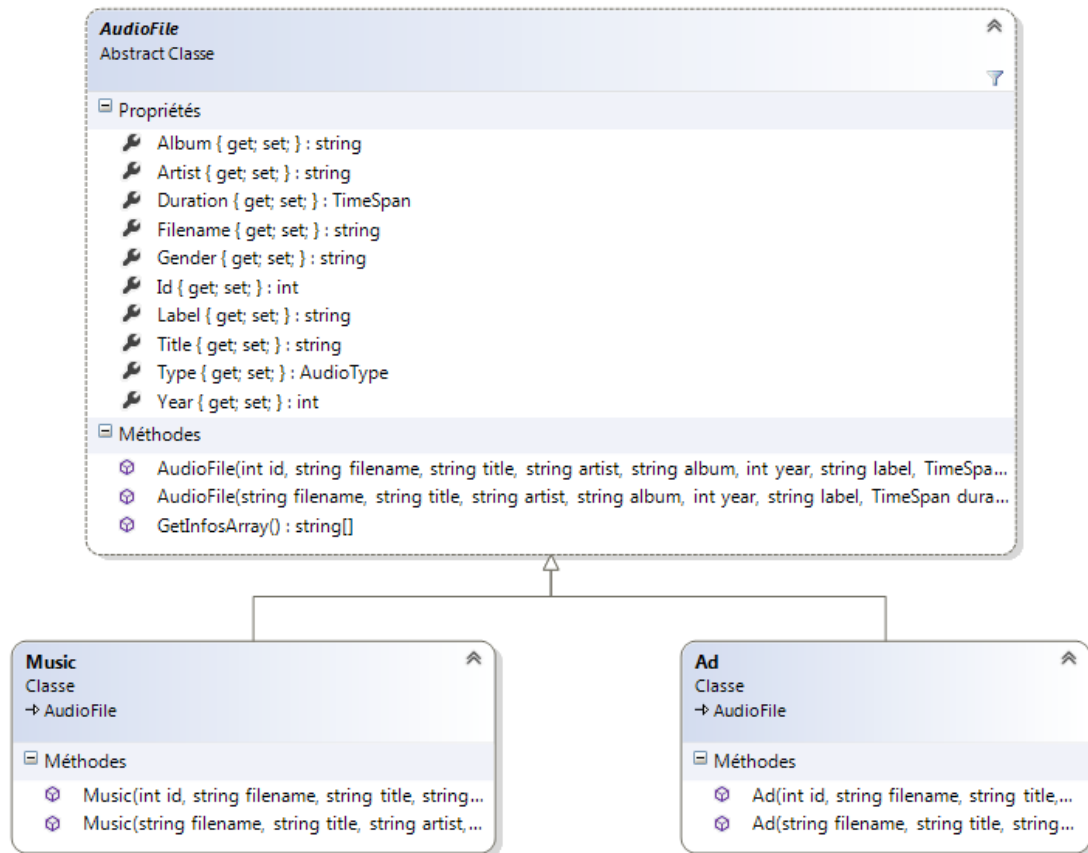 AudioFile
Abstract Classe
Propriétés
Album { get; set; } : string
Artist { get; set; } : string
Duration { get; set; } : TimeSpan
Filename { get; set; } : string
Gender { get; set; } : string
Id { get; set; } : int
Label { get; set; } : string
Title { get; set; } : string
Type { get; set; } : AudioType
Year { get; set; } : int
Méthodes
AudioFile(int id, string filename, string title, string artist, string album, int year, string label, TimeSpa...
AudioFile(string filename, string title, string artist, string album, int year, string label, TimeSpan dura...
GetInfosArray() : string[]
Music
Classe
AudioFile
Méthodes
Music(int id, string filename, string title, string...
Music(string filename, string title, string artist,...
Ad
Classe
AudioFile
Méthodes
Ad(int id, string filename, string title,...
Ad(string filename, string title, string...